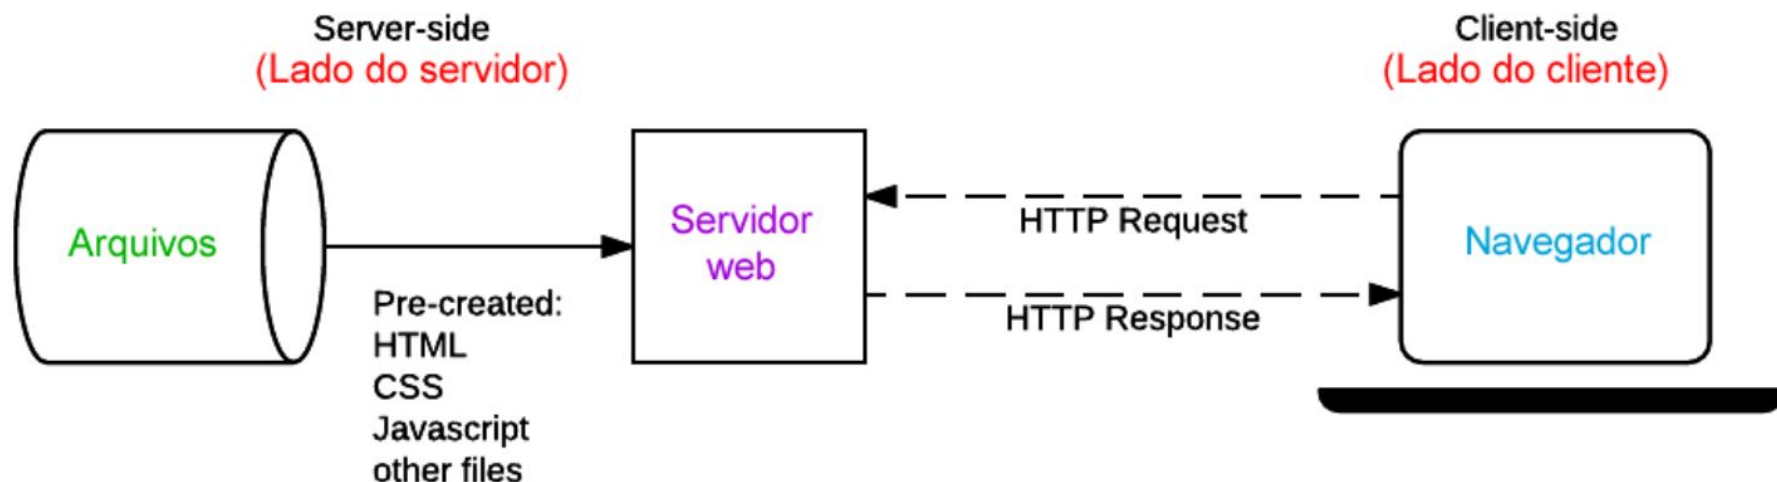 Server-side
(Lado do servidor)
Client-side
(Lado do cliente)
Arquivos
Pre-created:
HTML
CSS
Javascript
other files
Servidor
web
HTTP Request
HTTP Response
Navegador